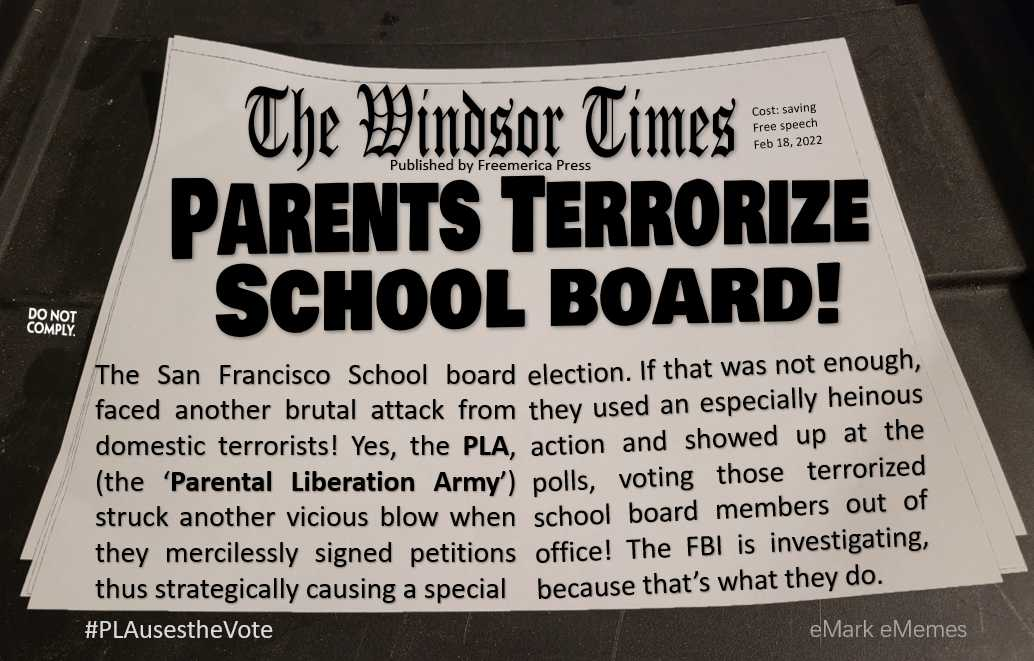 The Windsor Times
Cost: saving
Free speech
Feb 18, 2022
Published by Freemerica Press
PARENTS TERRORIZE
SCHOOL BOARD!
DO NOT
COMPLY.
The San Francisco School board
faced another brutal attack from
domestic terrorists! Yes, the PLA,
(the ‘Parental Liberation Army’)
struck another vicious blow when
they mercilessly signed petitions
thus strategically causing a special
election. If that was not enough,
they used an especially heinous
action and showed up at the
polls, voting those terrorized
school board members out of
office! The FBI is investigating,
because that’s what they do.
#PLAusestheVote
eMark eMemes